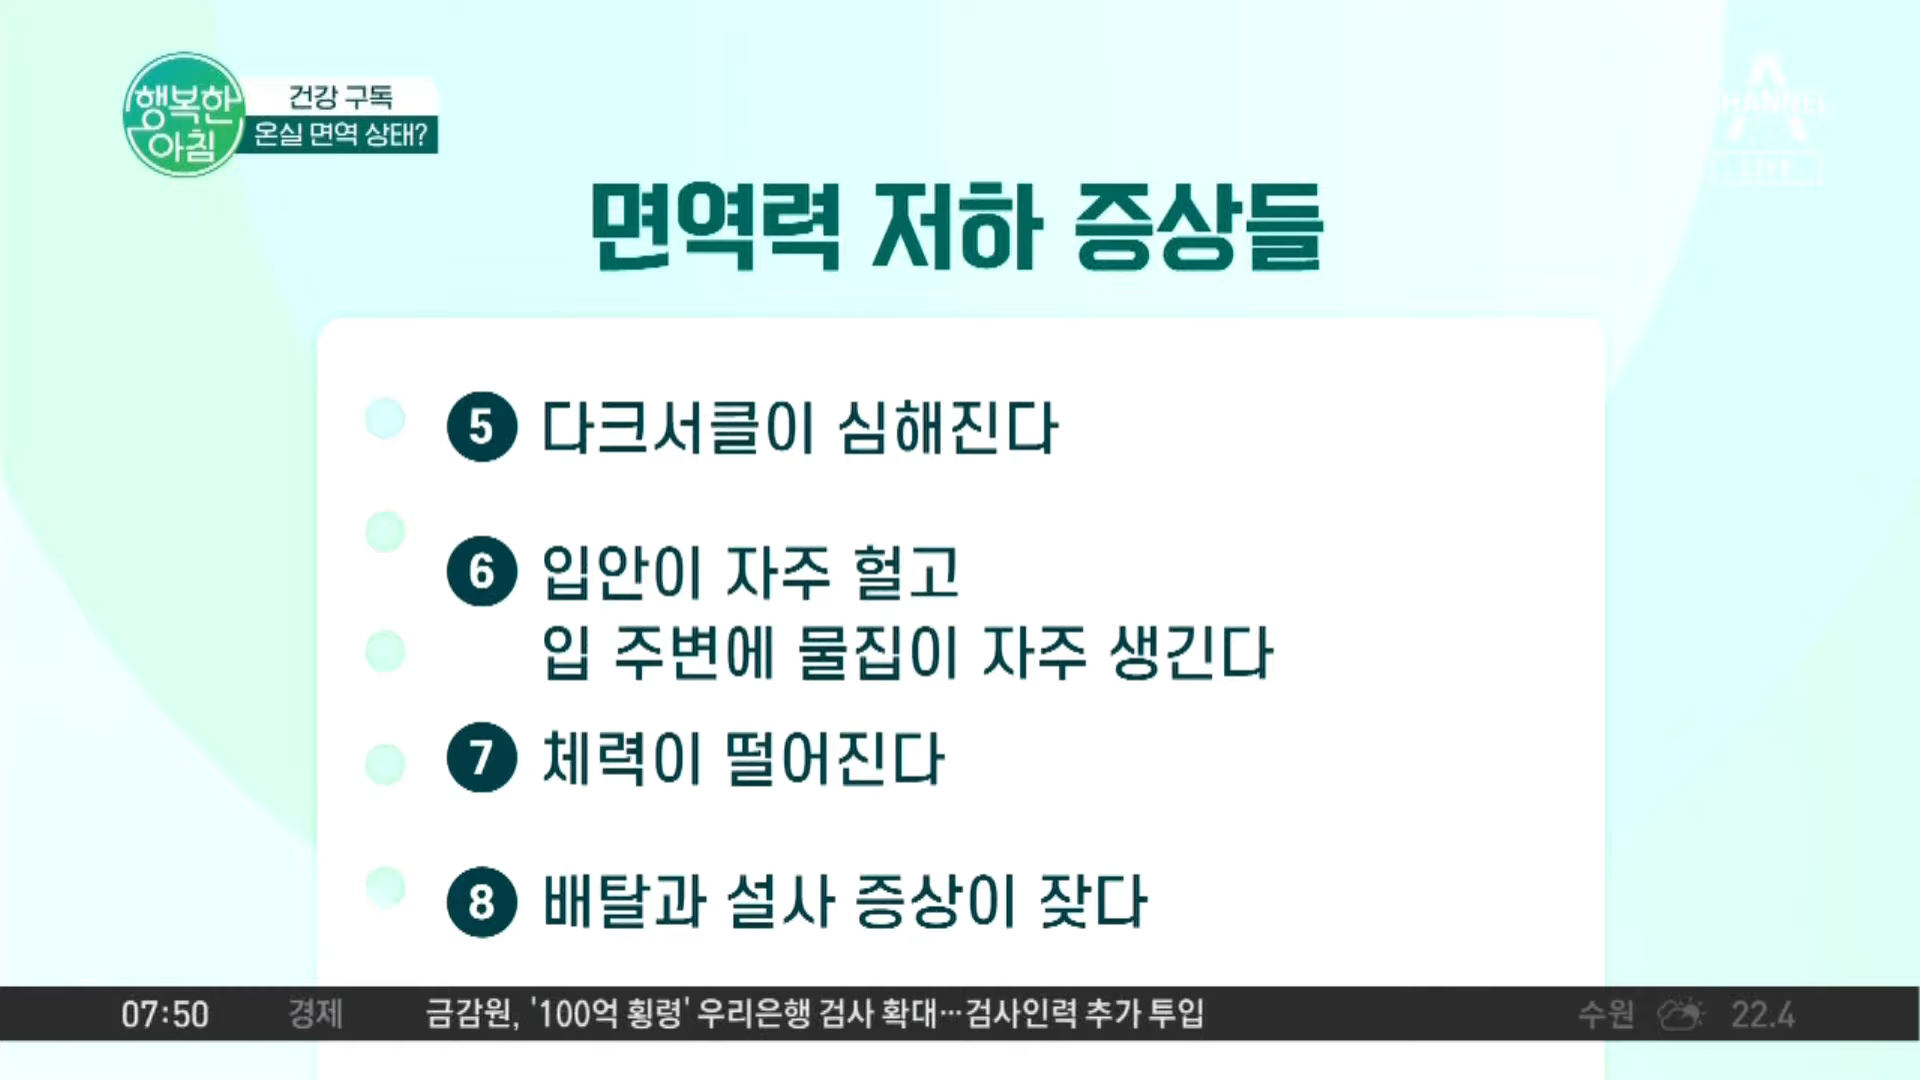 행복한
아침
건강 구독
온실 면역 상태?
CHANNEL
LIVE
면역력 저하 증상들
5 다크서클이 심해진다
6 입안이 자주 헐고
입 주변에 물집이 자주 생긴다
7 체력이 떨어진다
8 배탈과 설사 증상이 잦다
07:50 경제 금감원, '100억 횡령' 우리은행 검사 확대…검사인력 추가 투입 수원 22.4